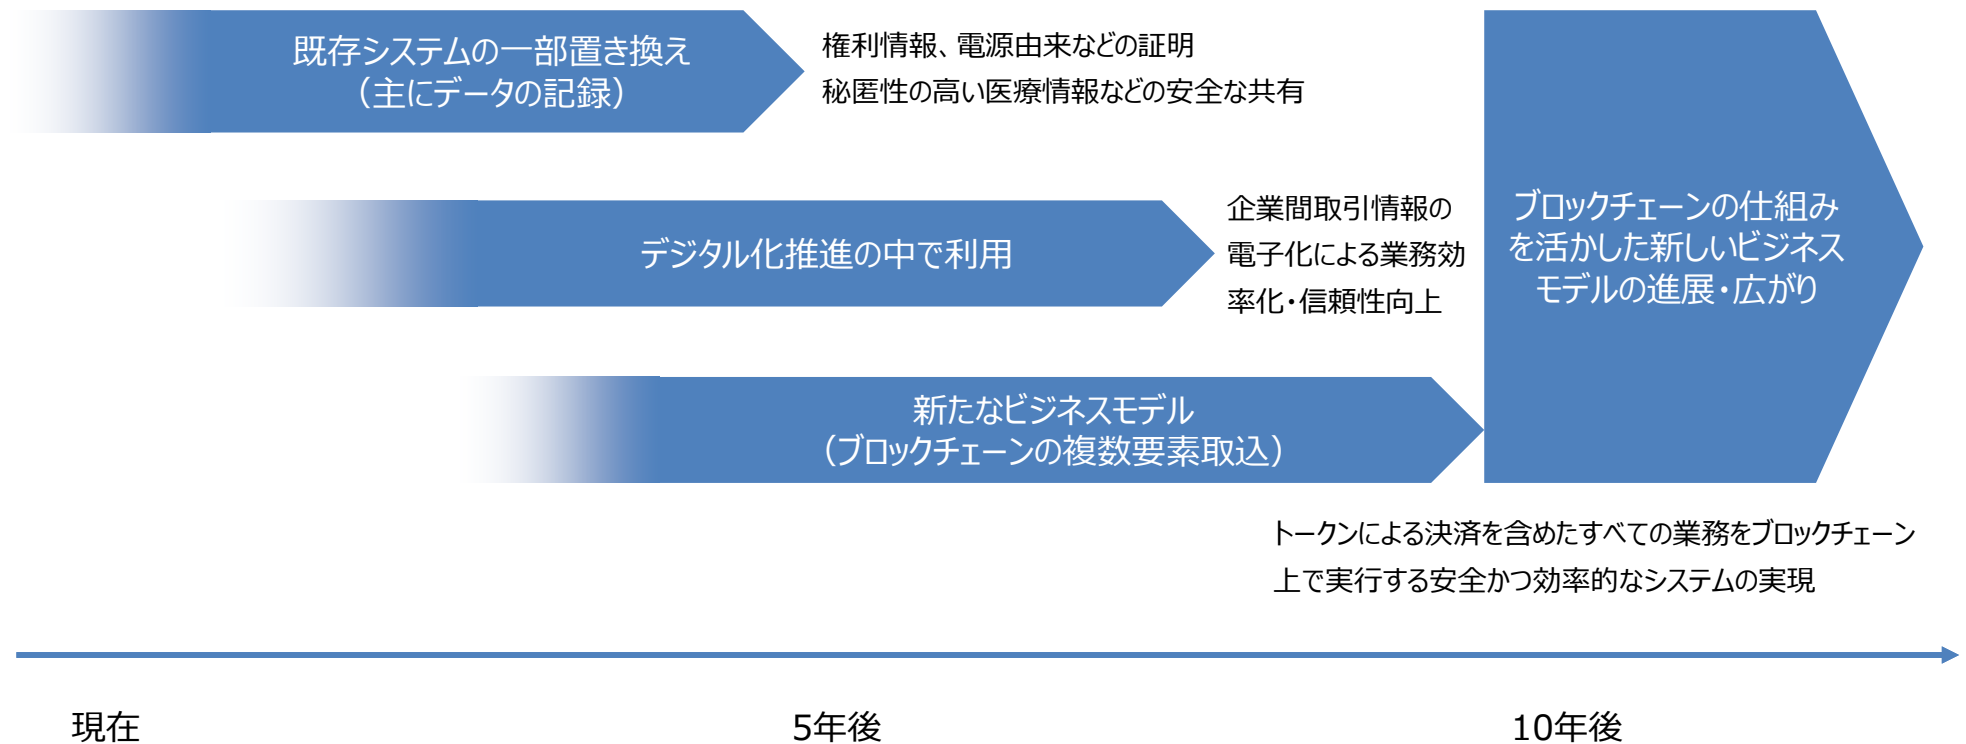 既存システムの一部置き換え
（主にデータの記録）
権利情報、電源由来などの証明
秘匿性の高い医療情報などの安全な共有
デジタル化推進の中で利用
企業間取引情報の
電子化による業務効
率化・信頼性向上
ブロックチェーンの仕組み
を活かした新しいビジネス
モデルの進展・広がり
新たなビジネスモデル
（ブロックチェーンの複数要素取込）
トークンによる決済を含めたすべての業務をブロックチェーン
上で実行する安全かつ効率的なシステムの実現
現在
5年後
10年後